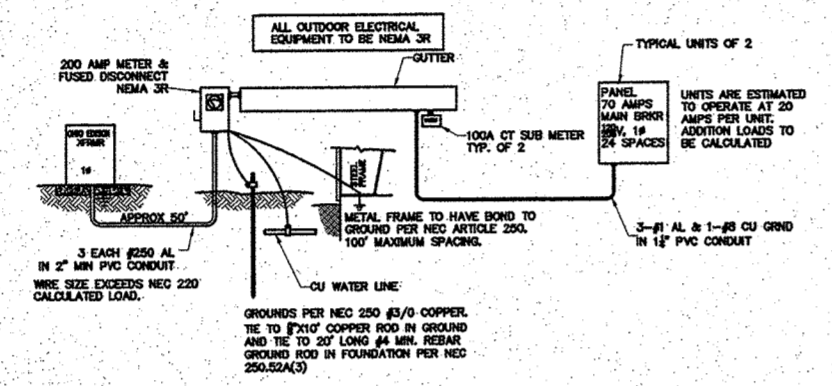 ALL OUTDOOR ELECTRICAL
EQUIPMENT TO BE NEMA 3R
200 AMP METER &
FUSED DISCONNECT
NEMA 3R
GUTTER
TYPICAL UNITS OF 2
PANEL
70 AMPS
MAIN BRKR
V, 1ø
24 SPACES
UNITS ARE ESTIMATED
TO OPERATE AT 20
AMPS PER UNIT.
ADDITION LOADS TO
BE CALCULATED
100A CT SUB METER
TYP. OF 2
OHIO EDISON
XFRMR
1ø
STEEL
FRAME
APPROX 50'
METAL FRAME TO HAVE BOND TO
GROUND PER NEC ARTICLE 250.
100' MAXIMUM SPACING.
3-#1 AL & 1-#8 CU GRND
IN 1¼" PVC CONDUIT
3 EACH #250 AL
IN 2" MIN PVC CONDUIT
WIRE SIZE EXCEEDS NEC 220
CALCULATED LOAD.
CU WATER LINE
GROUNDS PER NEC 250 #3/0 COPPER.
TIE TO "X10' COPPER ROD IN GROUND
AND TIE TO 20' LONG #4 MIN. REBAR
GROUND ROD IN FOUNDATION PER NEC
250.52A(3)